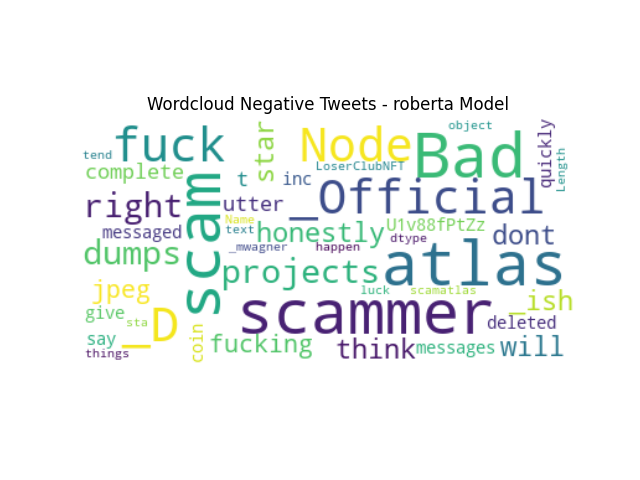 Wordcloud Negative Tweets - roberta Model
tend
fuck
star
Node
Bad
object
quickly
Length
complete
LoserClubNFT
t
inc
right
scam
utter
_Official
Name
text
U1v88fPtZz
messaged
_mwagner
honestly
happen
dtype
dont
dumps
projects
atlas
jpeg
luck
scamatlas
_ish
give
sta
_D
scammer
deleted
say
things
coin
fucking
think
messages
will